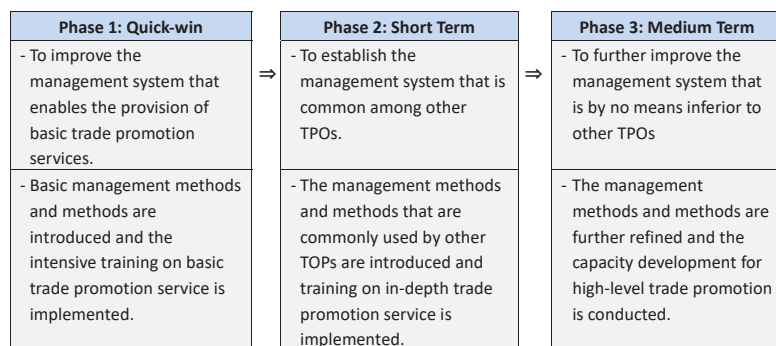 Phase 1: Quick-win
- To improve the
management system that
enables the provision of
basic trade promotion
services.
- Basic management methods
and methods are
introduced and the
intensive training on basic
trade promotion service is
implemented.
⇒
Phase 2: Short Term
- To establish the
management system that is
common among other
TPOs.
- The management methods
and methods that are
commonly used by other
TOPs are introduced and
training on in-depth trade
promotion service is
implemented.
⇒
Phase 3: Medium Term
- To further improve the
management system that
is by no means inferior to
other TPOs
- The management
methods and methods are
further refined and the
capacity development for
high-level trade promotion
is conducted.